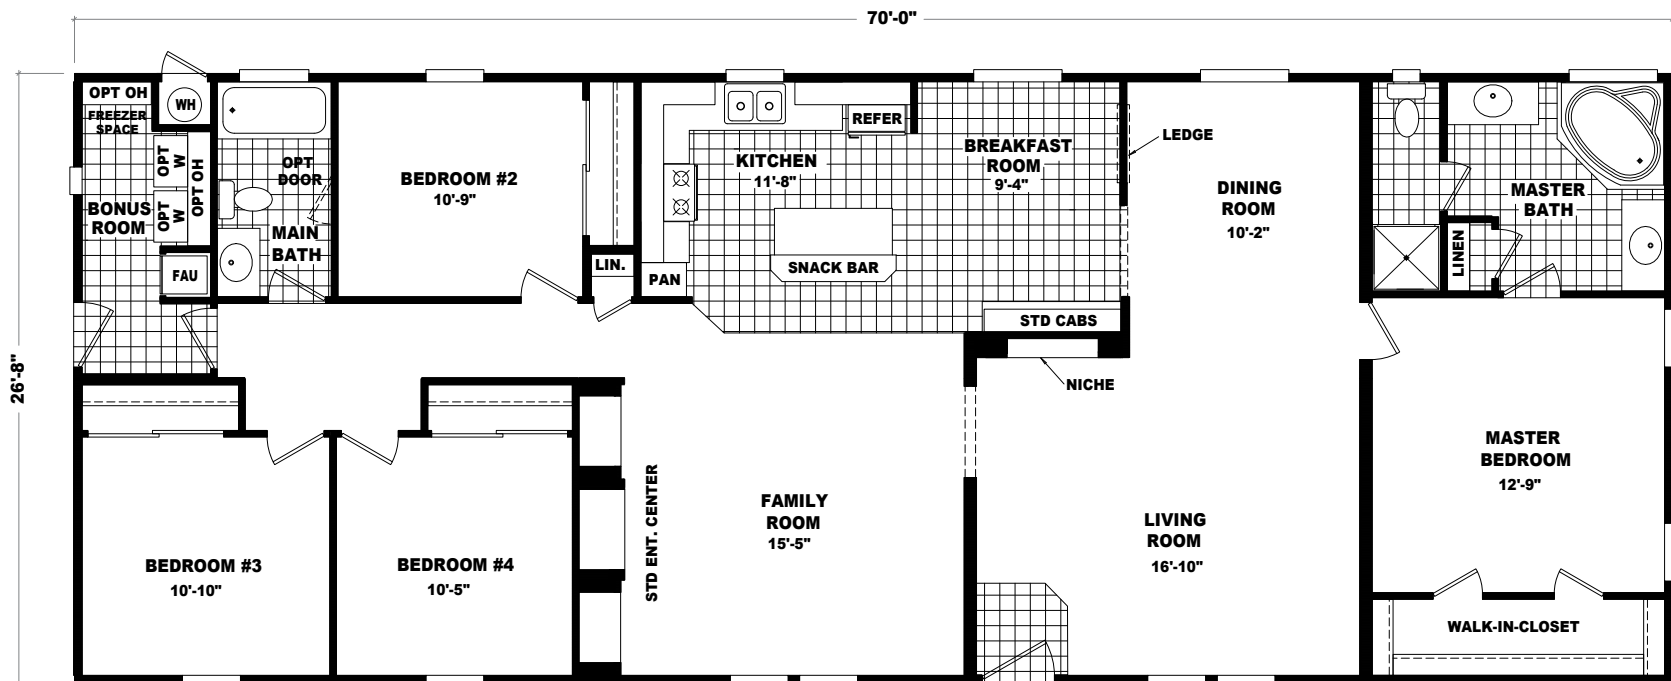 70'-0"
26'-8"
OPT OH
FREEZER
SPACE
WH
OPT
W
OPT
W
OPT OH
BONUS
ROOM
FAU
OPT
DOOR
MAIN
BATH
BEDROOM #2
10'-9"
LIN.
PAN
KITCHEN
11'-8"
REFER
SNACK BAR
BREAKFAST
ROOM
9'-4"
STD CABS
LEDGE
NICHE
DINING
ROOM
10'-2"
LINEN
MASTER
BATH
MASTER
BEDROOM
12'-9"
WALK-IN-CLOSET
BEDROOM #3
10'-10"
BEDROOM #4
10'-5"
STD ENT. CENTER
FAMILY
ROOM
15'-5"
LIVING
ROOM
16'-10"